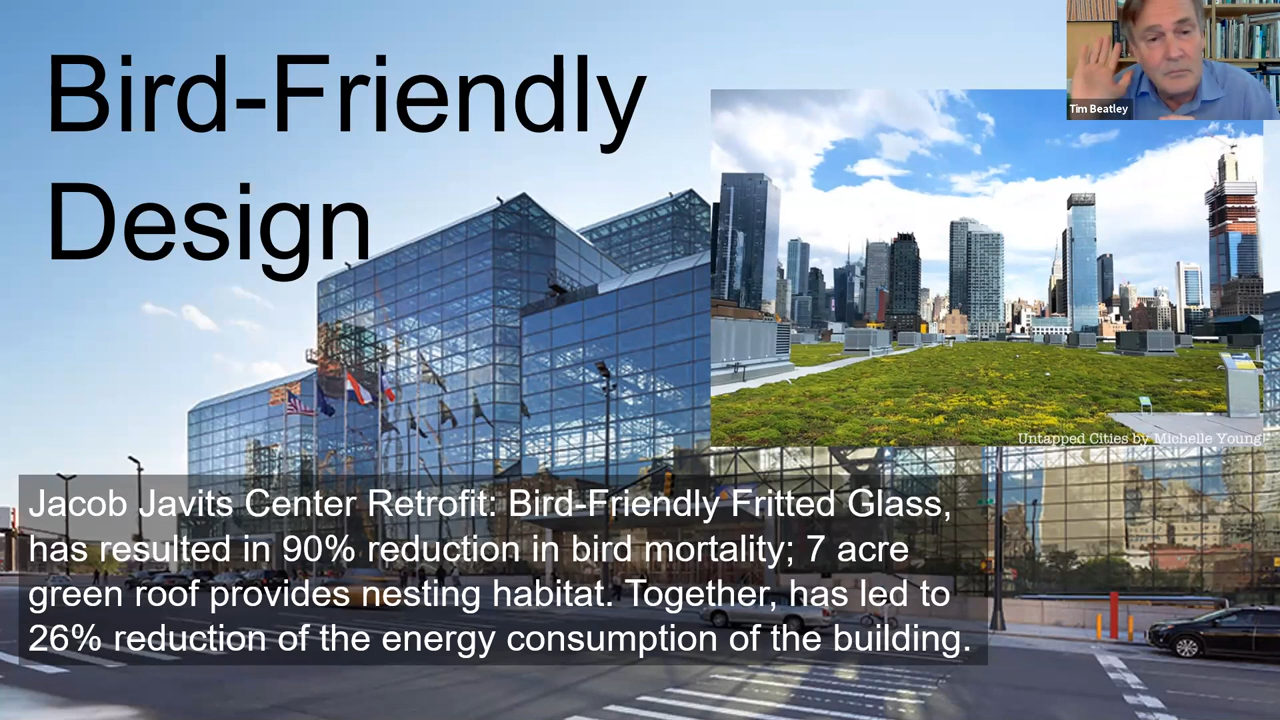 Bird-Friendly
Design
Tim Beatley
Untapped Cities by Michelle Young
Jacob Javits Center Retrofit: Bird-Friendly Fritted Glass,
has resulted in 90% reduction in bird mortality; 7 acre
green roof provides nesting habitat. Together, has led to
26% reduction of the energy consumption of the building.